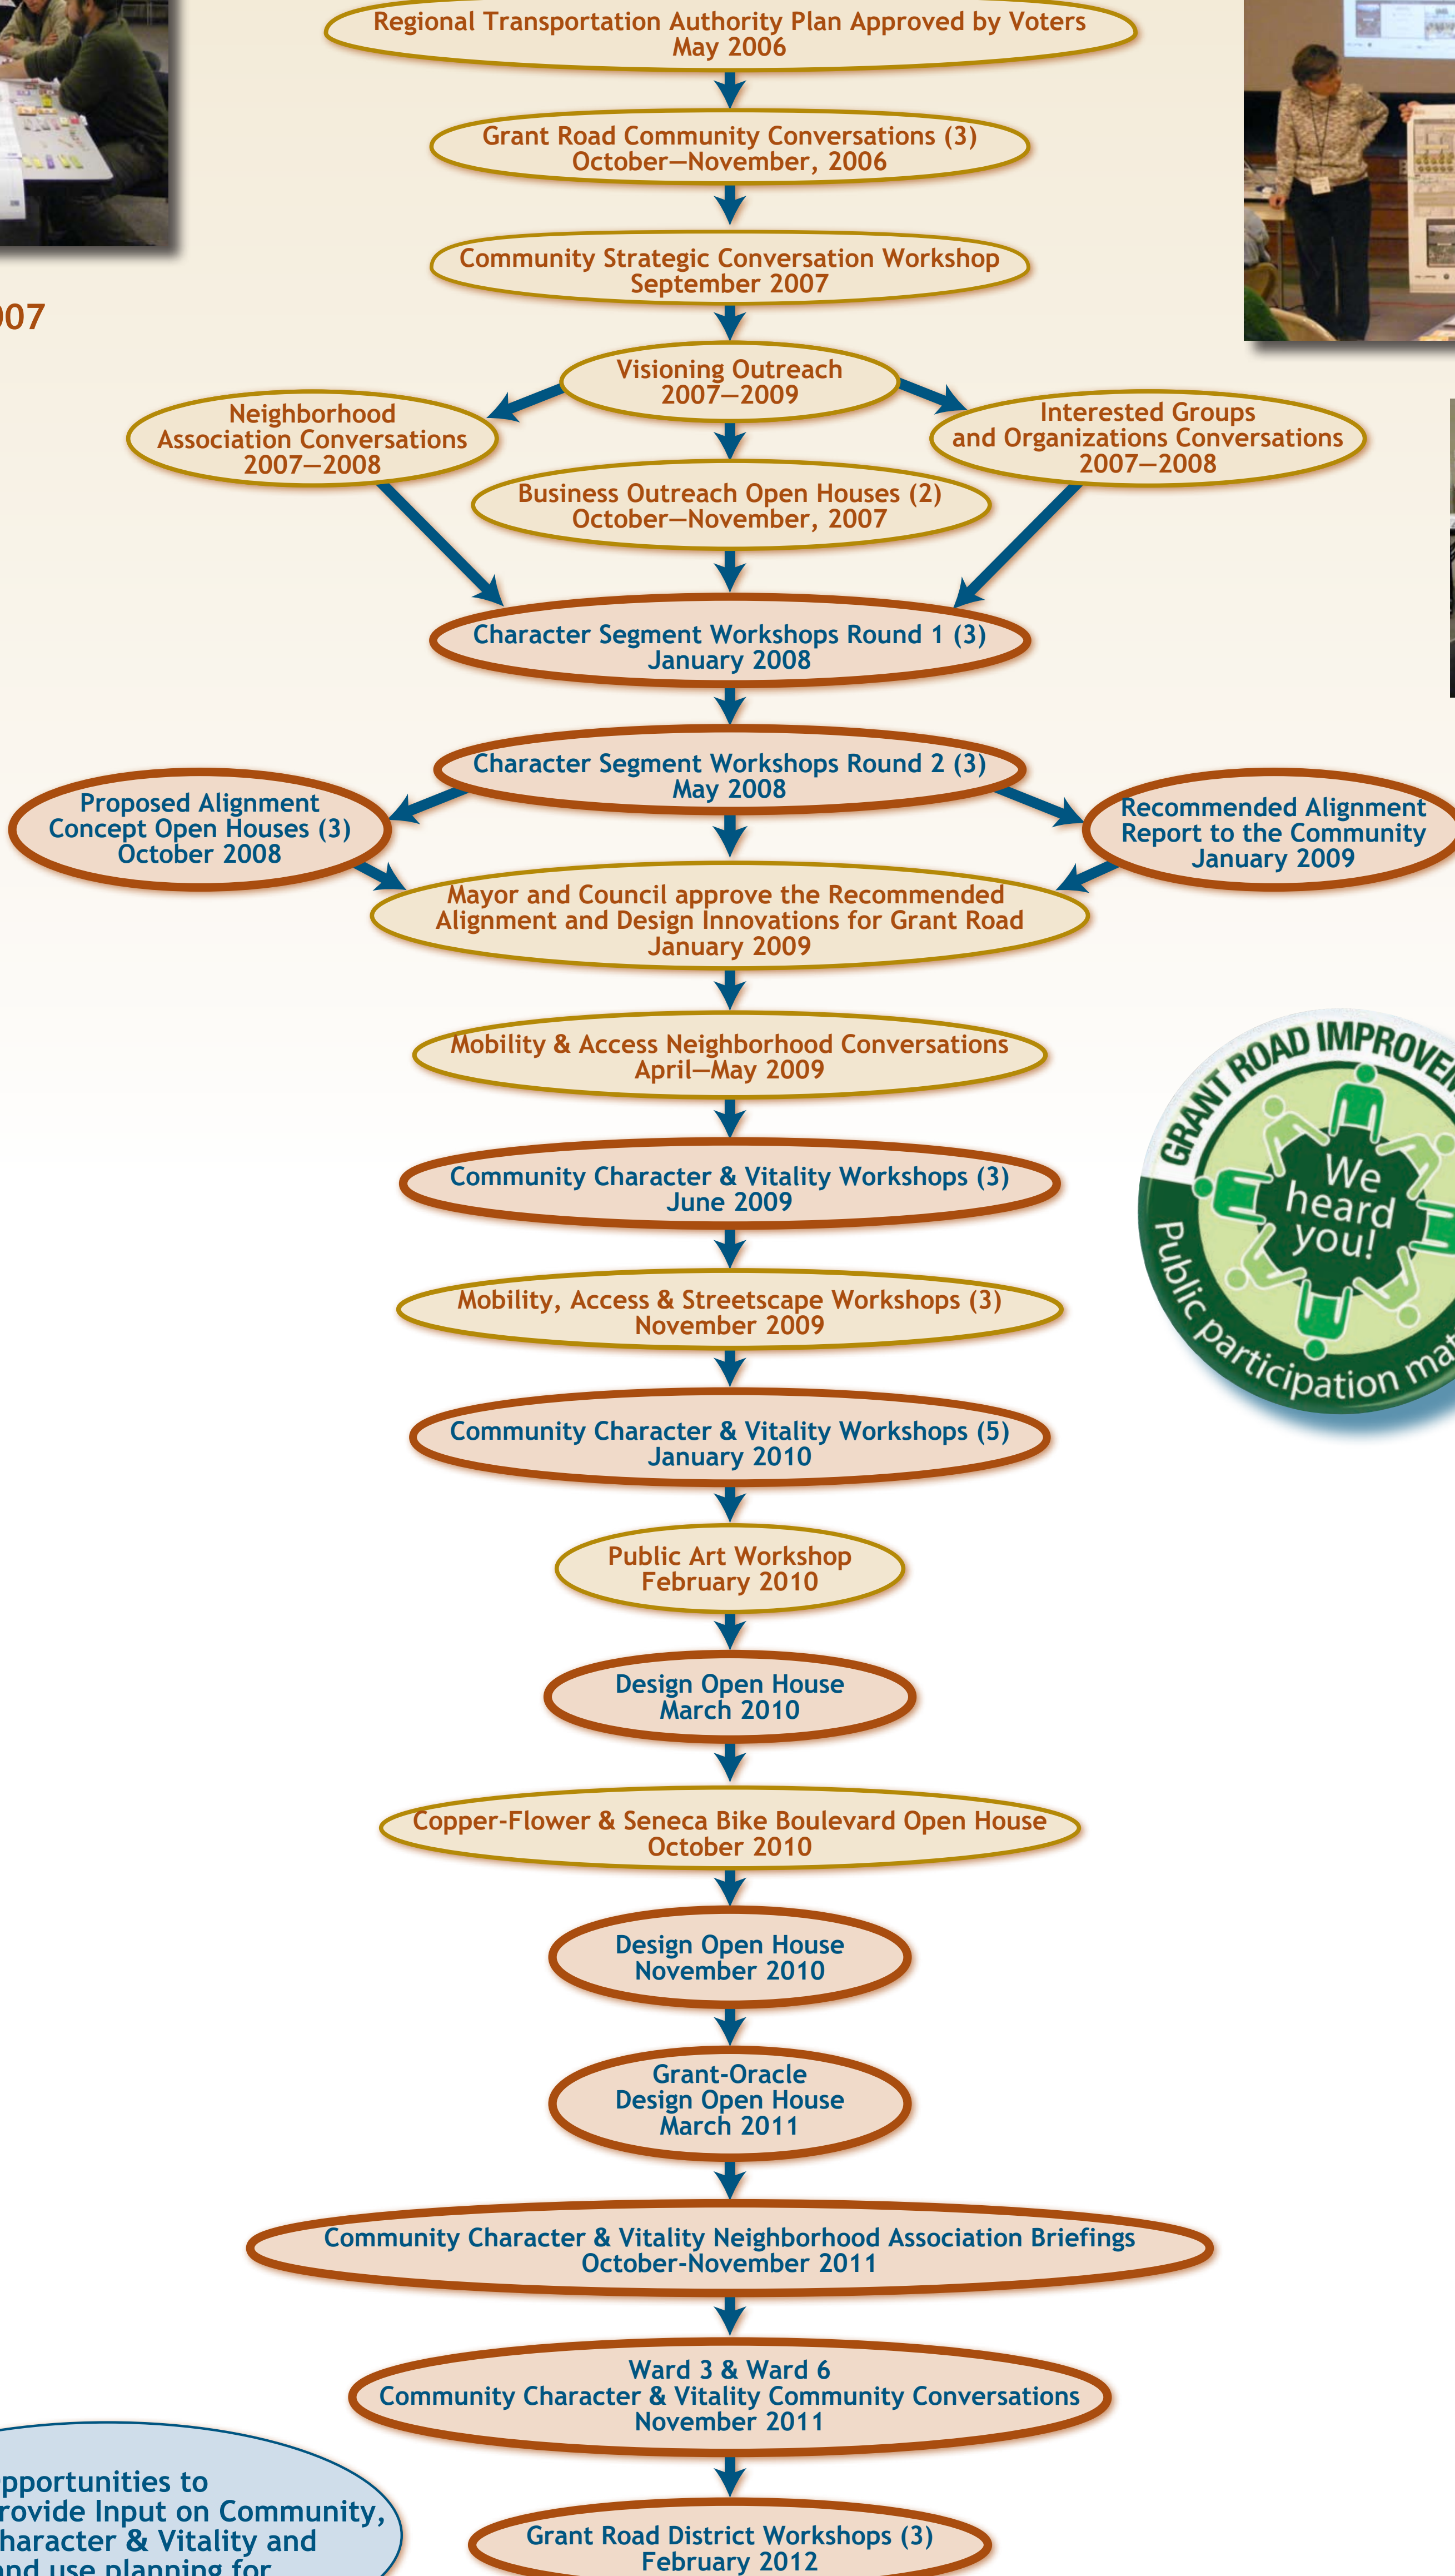 Regional Transportation Authority Plan Approved by Voters
May 2006
Grant Road Community Conversations (3)
October—November, 2006
Community Strategic Conversation Workshop
September 2007
007
Visioning Outreach
2007—2009
Neighborhood
Association Conversations
2007—2008
Interested Groups
and Organizations Conversations
2007—2008
Business Outreach Open Houses (2)
October—November, 2007
Character Segment Workshops Round 1 (3)
January 2008
Character Segment Workshops Round 2 (3)
May 2008
Proposed Alignment
Concept Open Houses (3)
October 2008
Recommended Alignment
Report to the Community
January 2009
Mayor and Council approve the Recommended
Alignment and Design Innovations for Grant Road
January 2009
Mobility & Access Neighborhood Conversations
April—May 2009
Community Character & Vitality Workshops (3)
June 2009
GRANT ROAD IMPROVEM
We
heard
you!
Public participation mat
Mobility, Access & Streetscape Workshops (3)
November 2009
Community Character & Vitality Workshops (5)
January 2010
Public Art Workshop
February 2010
Design Open House
March 2010
Copper-Flower & Seneca Bike Boulevard Open House
October 2010
Design Open House
November 2010
Grant-Oracle
Design Open House
March 2011
Community Character & Vitality Neighborhood Association Briefings
October-November 2011
Ward 3 & Ward 6
Community Character & Vitality Community Conversations
November 2011
pportunities to
rovide Input on Community,
haracter & Vitality and
and use planning for
Grant Road District Workshops (3)
February 2012